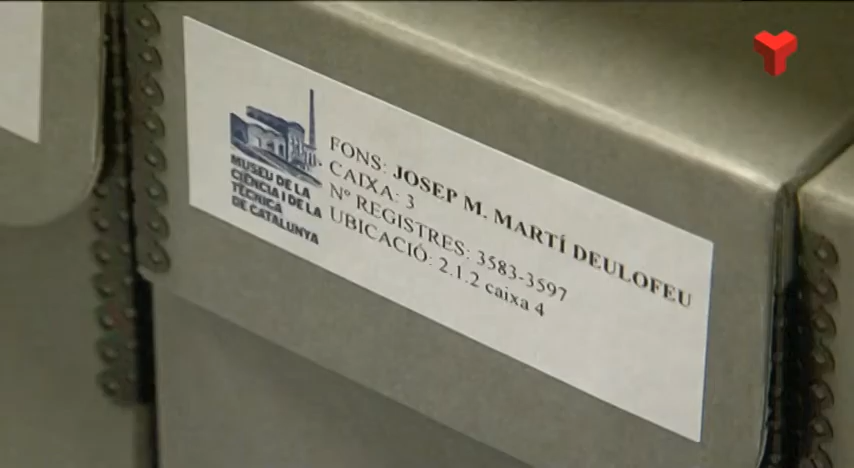 MUSEU DE LA
CIÈNCIA I DE LA
TÈCNICA
DE CATALUNYA
FONS: JOSEP M. MARTÍ DEULOFEU
CAIXA: 3
Nº REGISTRES: 3583-3597
UBICACIÓ: 2.1.2 caixa 4